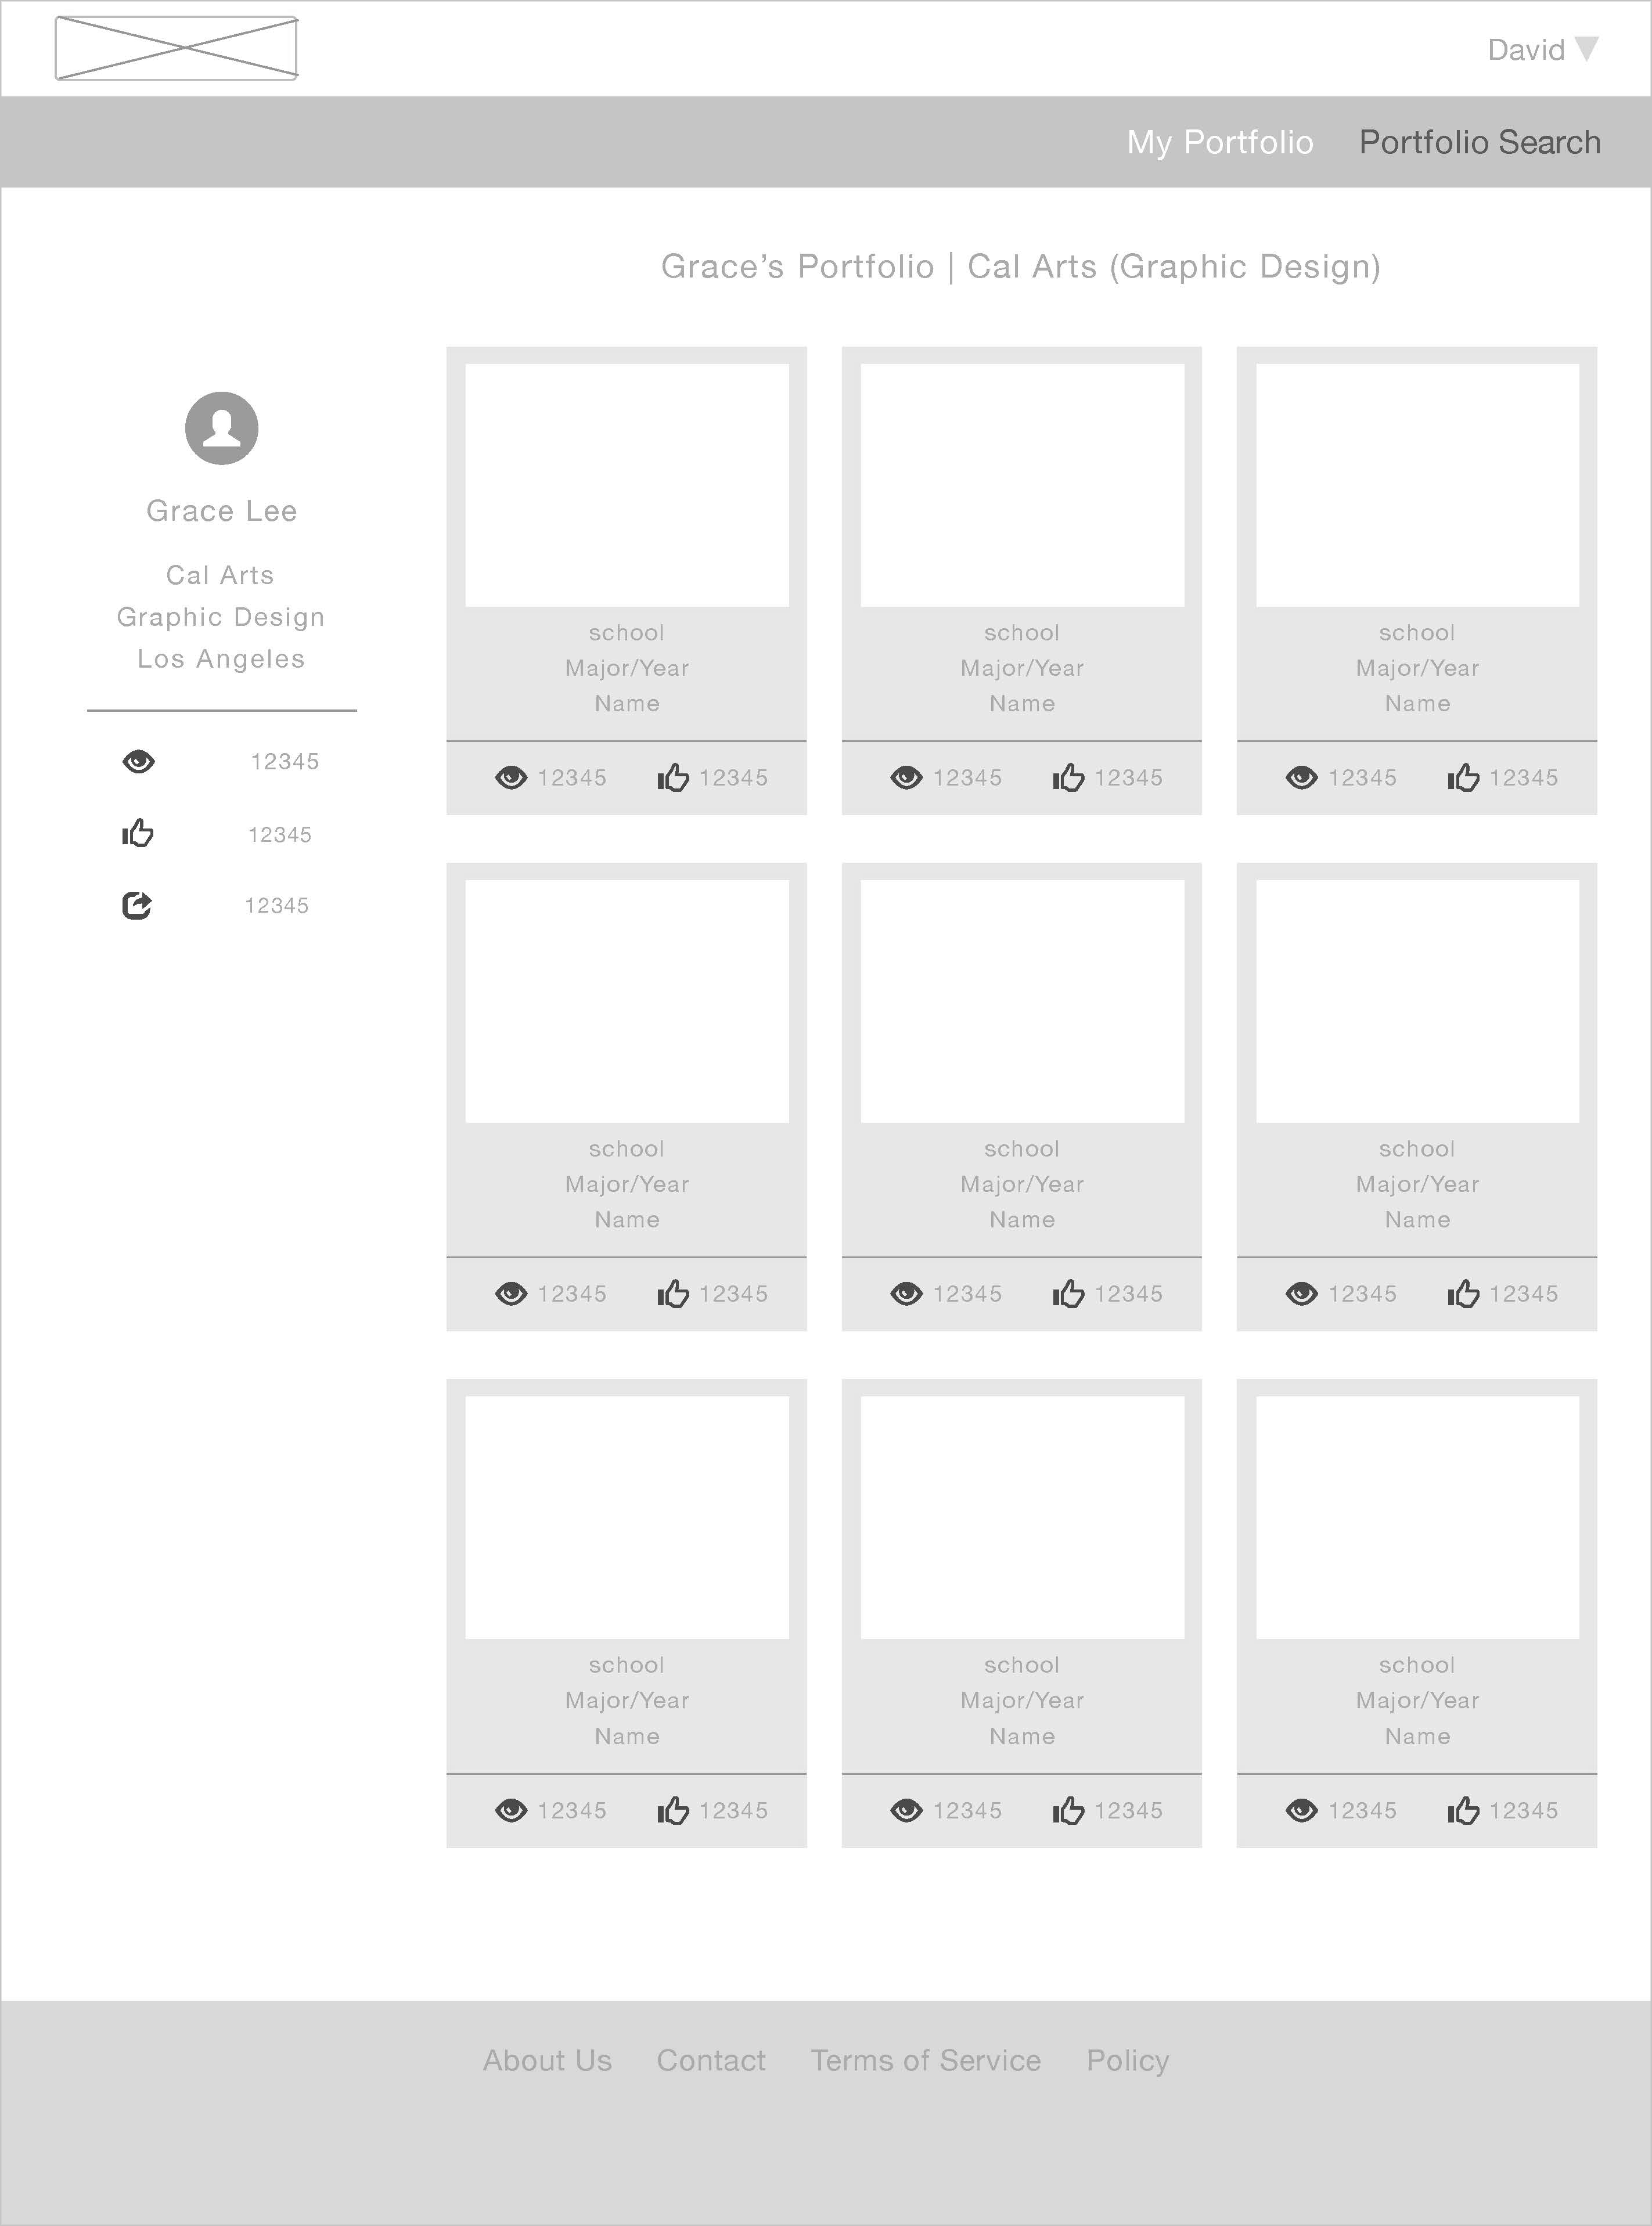 David
My Portfolio Portfolio Search
Grace’s Portfolio | Cal Arts (Graphic Design)
Grace Lee
Cal Arts
Graphic Design
Los Angeles
12345
12345
12345
school
Major/Year
Name
12345 12345
school
Major/Year
Name
12345 12345
school
Major/Year
Name
12345 12345
school
Major/Year
Name
12345 12345
school
Major/Year
Name
12345 12345
school
Major/Year
Name
12345 12345
school
Major/Year
Name
12345 12345
school
Major/Year
Name
12345 12345
school
Major/Year
Name
12345 12345
About Us Contact Terms of Service Policy